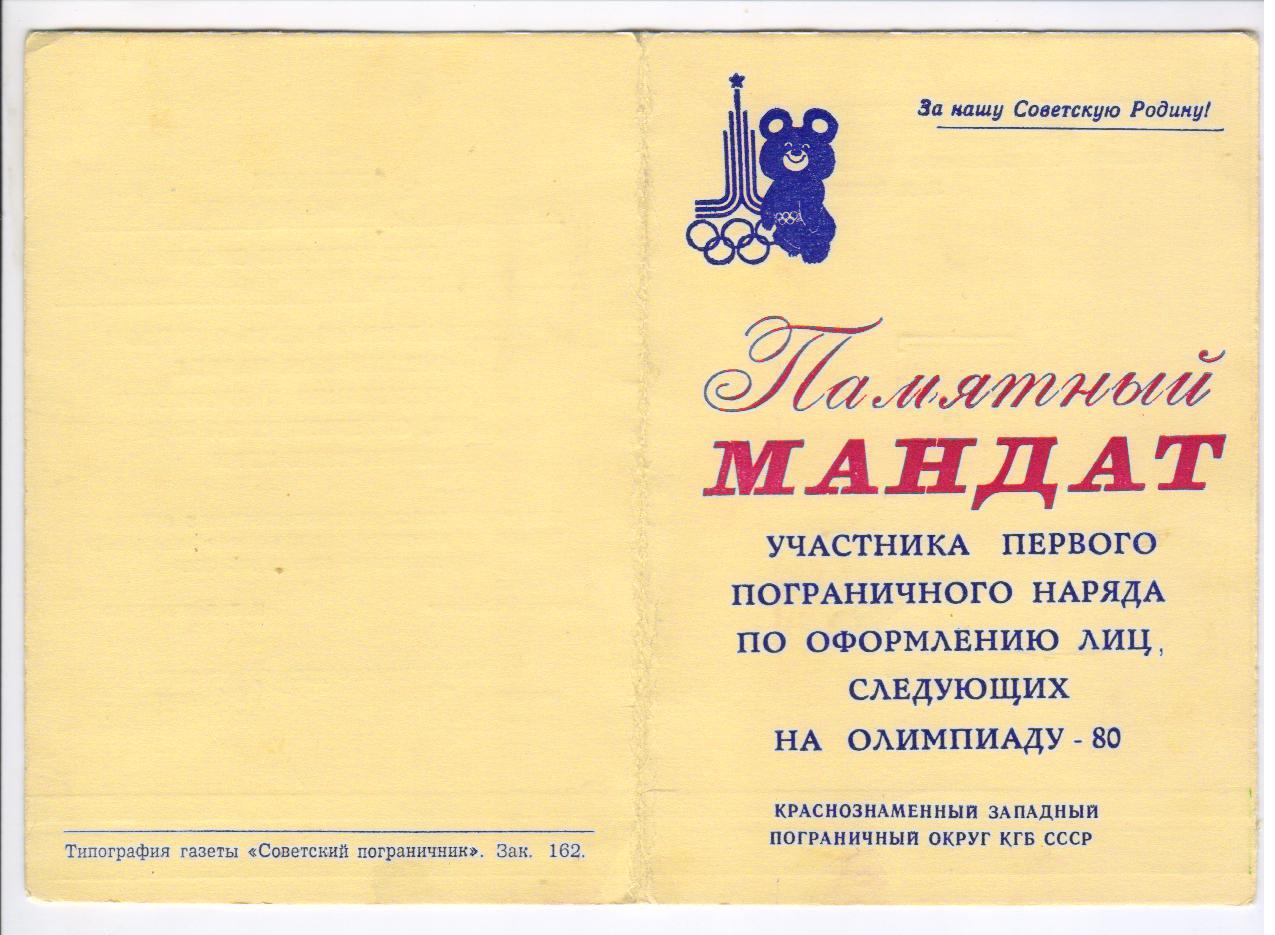 За нашу Советскую Родину!
Памятный
МАНДАТ
УЧАСТНИКА ПЕРВОГО
ПОГРАНИЧНОГО НАРЯДА
ПО ОФОРМЛЕНИЮ ЛИЦ,
СЛЕДУЮЩИХ
НА ОЛИМПИАДУ - 80
КРАСНОЗНАМЕННЫЙ ЗАПАДНЫЙ
ПОГРАНИЧНЫЙ ОКРУГ КГБ СССР
Типография газеты «Советский пограничник». Зак. 162.